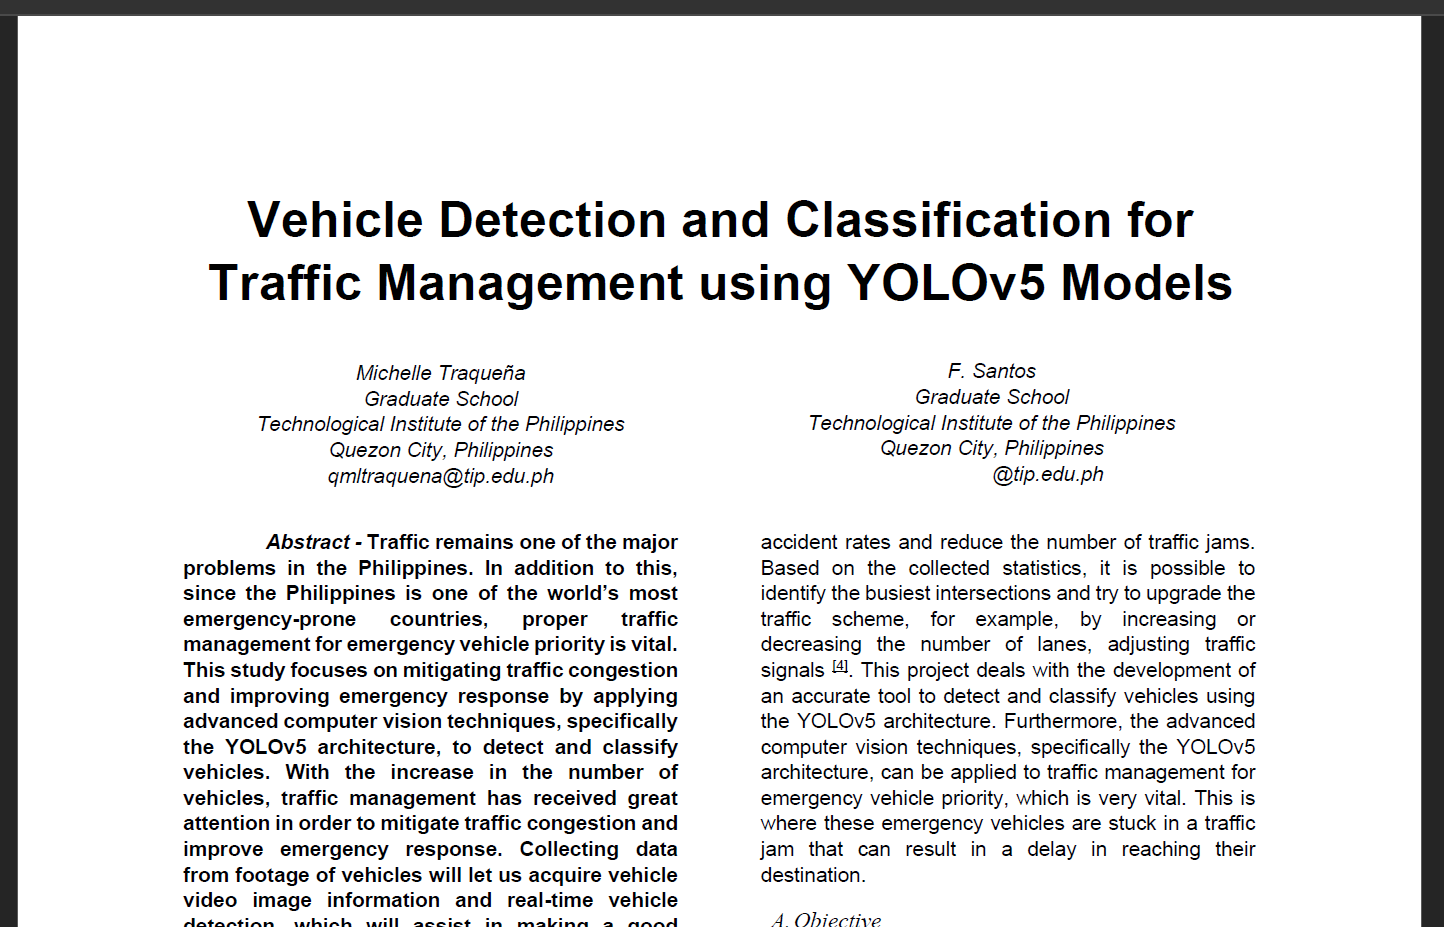 Vehicle Detection and Classification for
Traffic Management using YOLOv5 Models
Michelle Traqueña
Graduate School
Technological Institute of the Philippines
Quezon City, Philippines
qmltraquena@tip.edu.ph
F. Santos
Graduate School
Technological Institute of the Philippines
Quezon City, Philippines
@tip.edu.ph
Abstract - Traffic remains one of the major
problems in the Philippines. In addition to this,
since the Philippines is one of the world’s most
emergency-prone countries, proper traffic
management for emergency vehicle priority is vital.
This study focuses on mitigating traffic congestion
and improving emergency response by applying
advanced computer vision techniques, specifically
the YOLOv5 architecture, to detect and classify
vehicles. With the increase in the number of
vehicles, traffic management has received great
attention in order to mitigate traffic congestion and
improve emergency response. Collecting data
from footage of vehicles will let us acquire vehicle
video image information and real-time vehicle
detection, which will assist in making a good
accident rates and reduce the number of traffic jams.
Based on the collected statistics, it is possible to
identify the busiest intersections and try to upgrade the
traffic scheme, for example, by increasing or
decreasing the number of lanes, adjusting traffic
signals [4]. This project deals with the development of
an accurate tool to detect and classify vehicles using
the YOLOv5 architecture. Furthermore, the advanced
computer vision techniques, specifically the YOLOv5
architecture, can be applied to traffic management for
emergency vehicle priority, which is very vital. This is
where these emergency vehicles are stuck in a traffic
jam that can result in a delay in reaching their
destination.
A. Objective